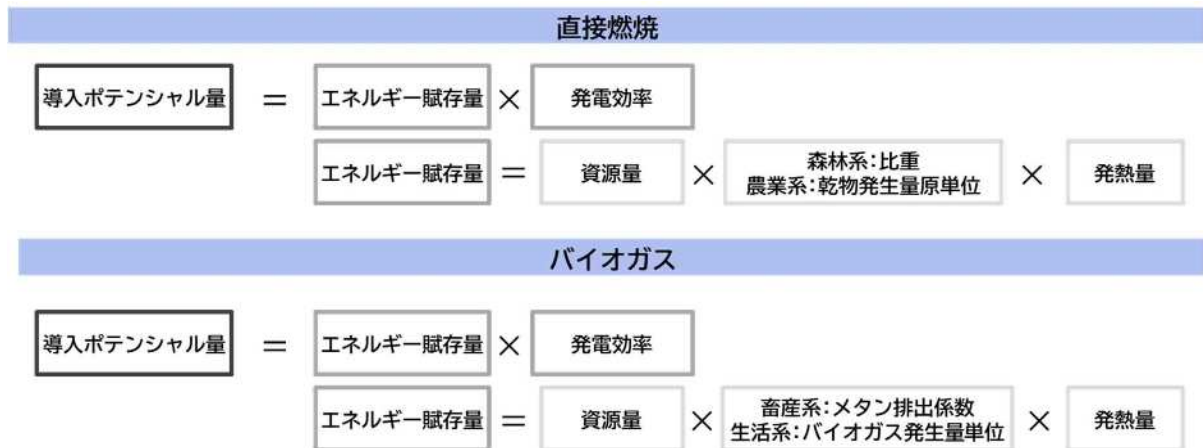 直接燃焼
導入ポテンシャル量 = エネルギー賦存量 × 発電効率
エネルギー賦存量 = 資源量 × 森林系:比重 × 発熱量
農業系:乾物発生量原単位
バイオガス
導入ポテンシャル量 = エネルギー賦存量 × 発電効率
エネルギー賦存量 = 資源量 × 畜産系:メタン排出係数 × 発熱量
生活系:バイオガス発生量単位